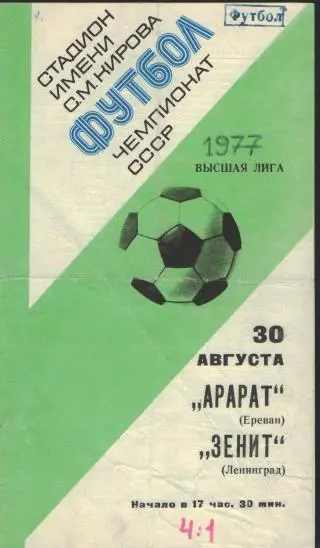 Футбол
СТАДИОН
ИМЕНИ
С.М.КИРОВА
ФУТБОЛ
ЧЕМПИОНАТ
СССР
1977
ВЫСШАЯ ЛИГА
30
АВГУСТА
„АРАРАТ“
(Ереван)
„ЗЕНИТ“
(Ленинград)
Начало в 17 час. 30 мин.
4:1